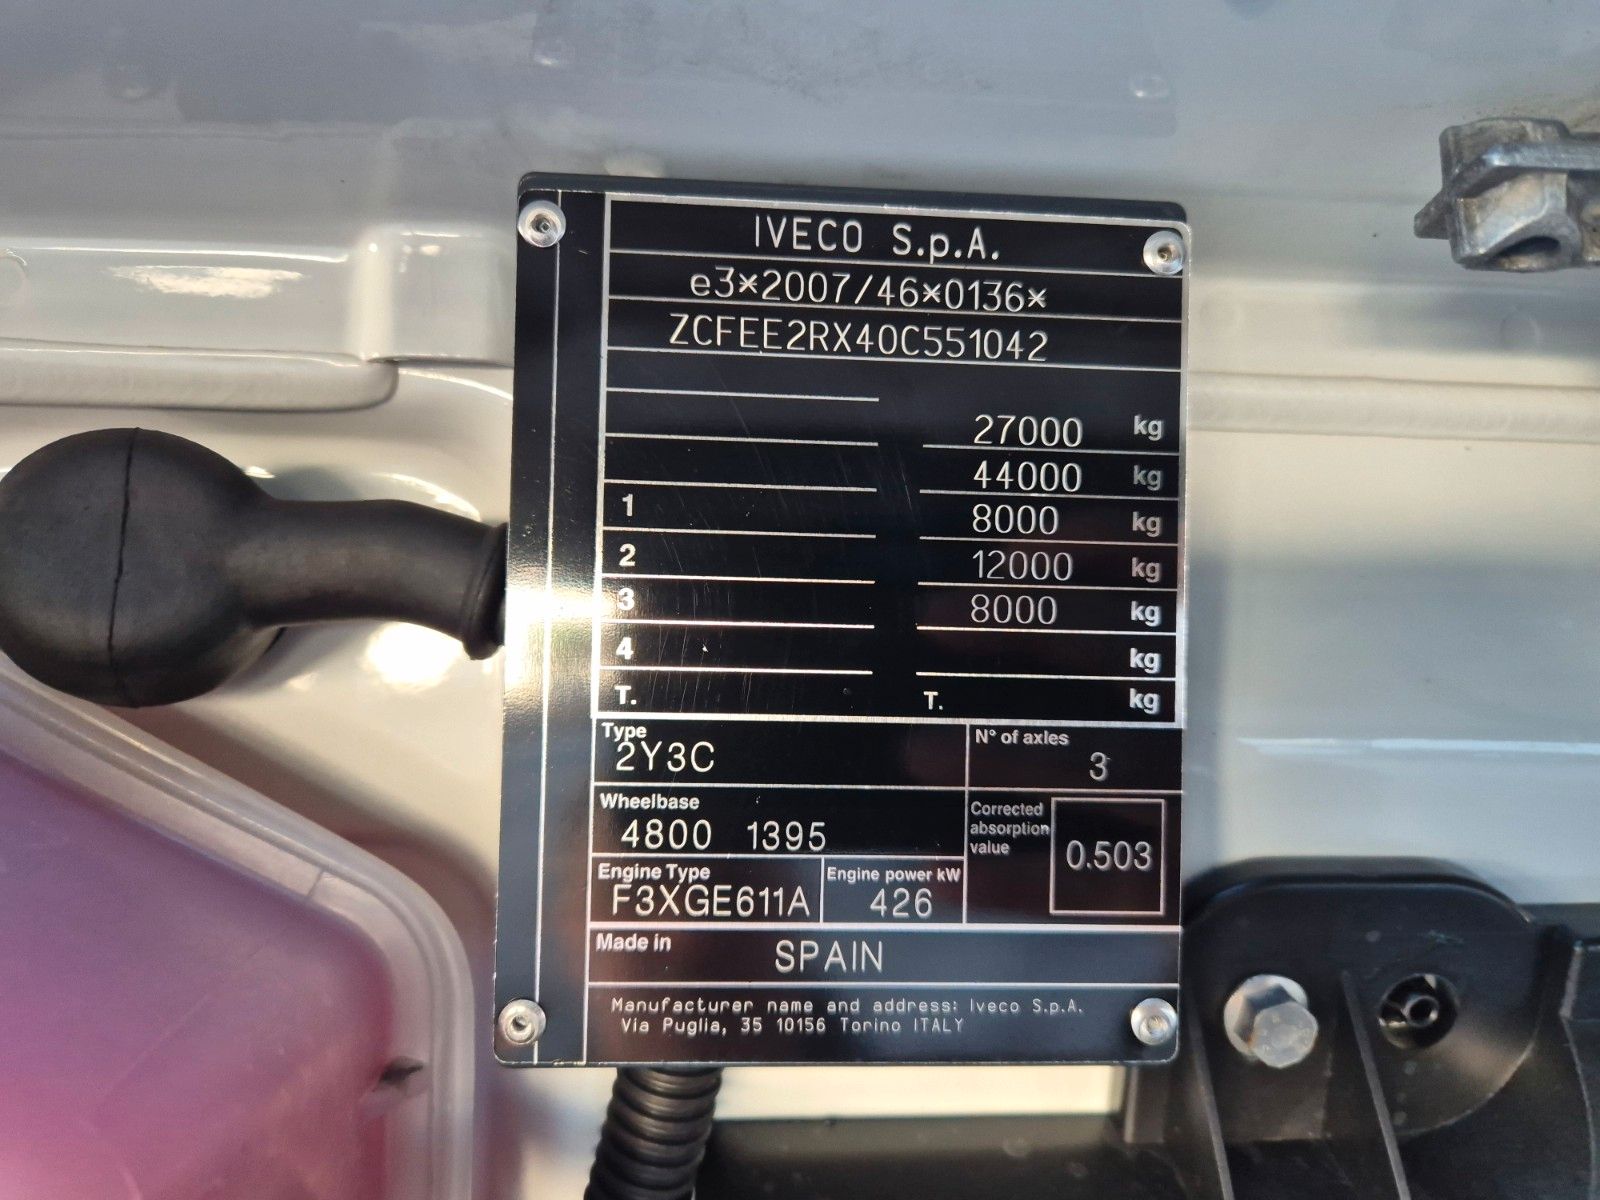 IVECO S.p.A.
e3*2007/46*0136*
ZCFEE2RX40C551042
27000 kg
44000 kg
1 8000 kg
2 12000 kg
3 8000 kg
4 kg
T. T. kg
Type
2Y3C
N° of axles
3
Wheelbase
4800 1395
Corrected
absorption
value
0.503
Engine Type
F3XGE611A
Engine power kW
426
Made in SPAIN
Manufacturer name and address: Iveco S.p.A.
Via Puglia, 35 10156 Torino ITALY